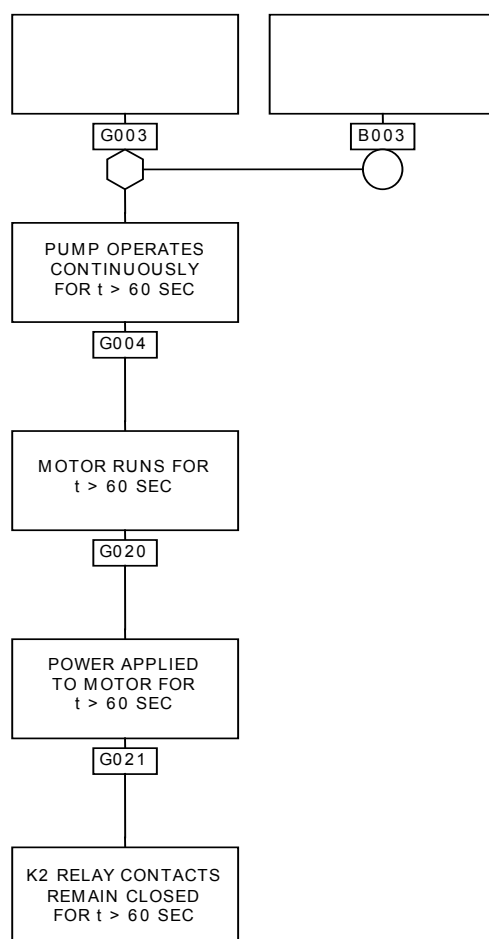 G003
B003
PUMP OPERATES
CONTINUOUSLY
FOR t > 60 SEC
G004
MOTOR RUNS FOR
t > 60 SEC
G020
POWER APPLIED
TO MOTOR FOR
t > 60 SEC
G021
K2 RELAY CONTACTS
REMAIN CLOSED
FOR t > 60 SEC